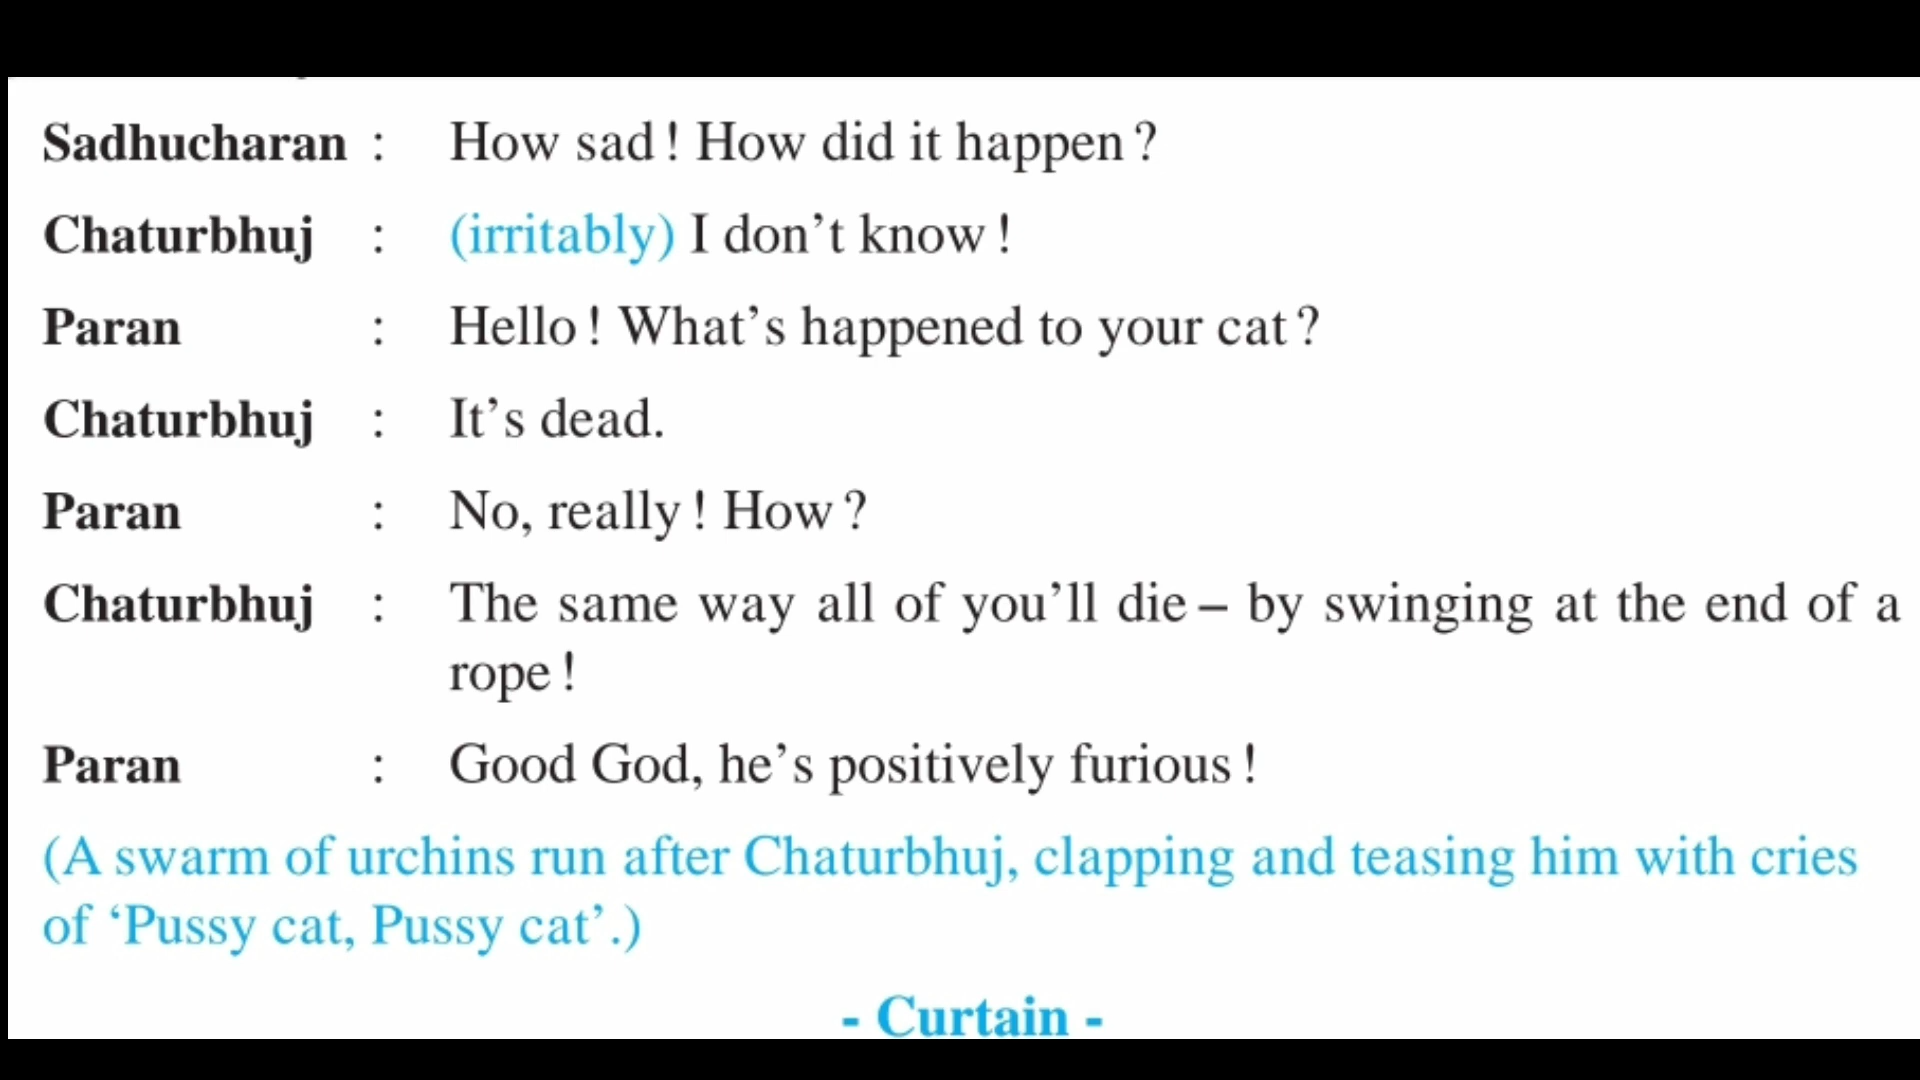 Sadhucharan : How sad! How did it happen?
Chaturbhuj : (irritably) I don’t know!
Paran : Hello! What’s happened to your cat?
Chaturbhuj : It’s dead.
Paran : No, really! How?
Chaturbhuj : The same way all of you’ll die – by swinging at the end of a
rope!
Paran : Good God, he’s positively furious!
(A swarm of urchins run after Chaturbhuj, clapping and teasing him with cries
of ‘Pussy cat, Pussy cat’.)
- Curtain -